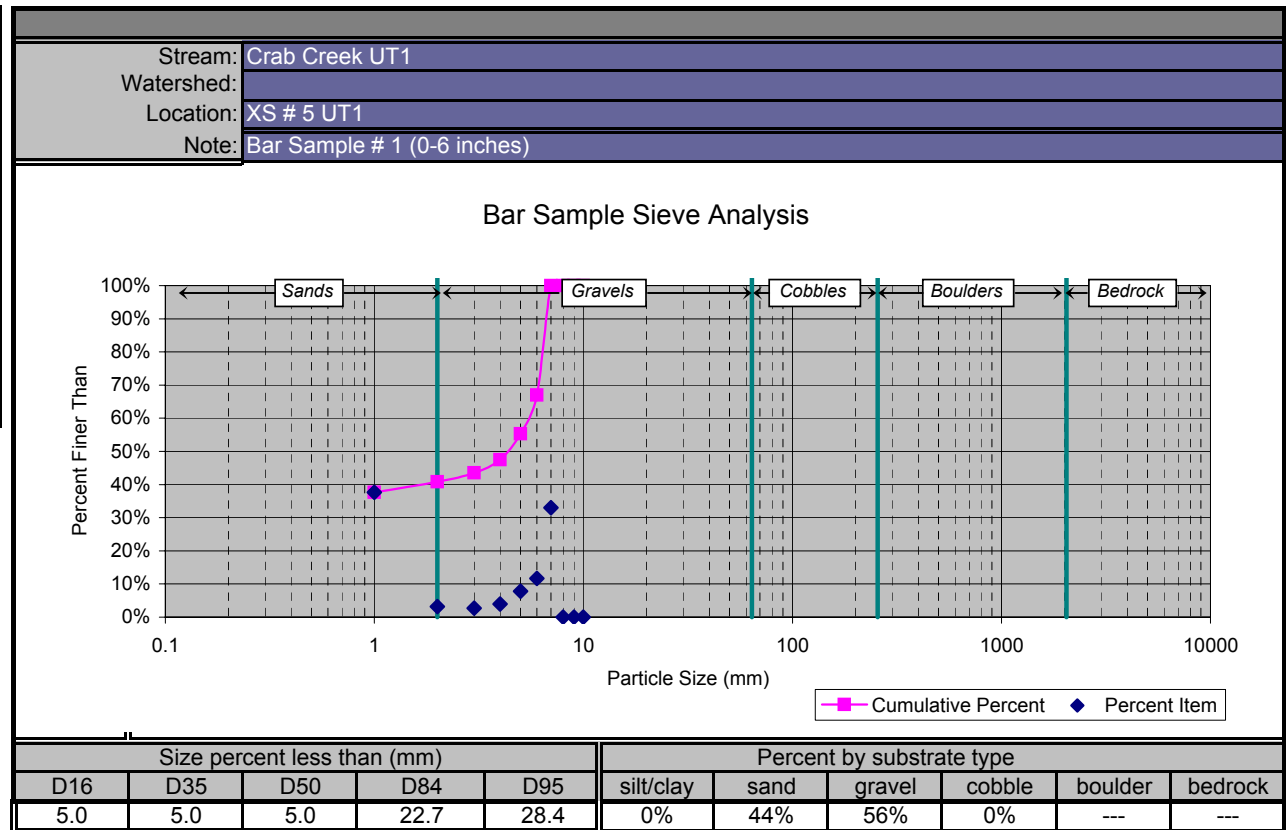 Stream: Crab Creek UT1
Watershed:
Location: XS # 5 UT1
Note: Bar Sample # 1 (0-6 inches)
Bar Sample Sieve Analysis
Sands Gravels Cobbles Boulders Bedrock
100%
90%
80%
70%
60%
50%
40%
30%
20%
10%
0%
Percent Finer Than
0.1 1 10 100 1000 10000
Particle Size (mm)
Cumulative Percent Percent Item
Size percent less than (mm) Percent by substrate type
D16 D35 D50 D84 D95 silt/clay sand gravel cobble boulder bedrock
5.0 5.0 5.0 22.7 28.4 0% 44% 56% 0% --- ---